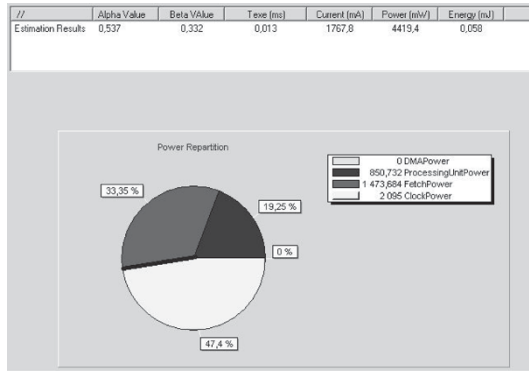 // Alpha Value Beta VAlue Texe (ms) Current (mA) Power (mW) Energy (mJ)
Estimation Results 0,537 0,332 0,013 1767,8 4419,4 0,058
Power Repartition
0 DMAPower
850,732 ProcessingUnitPower
1 473,684 FetchPower
2 095 ClockPower
33,35 %
19,25 %
0 %
47,4 %